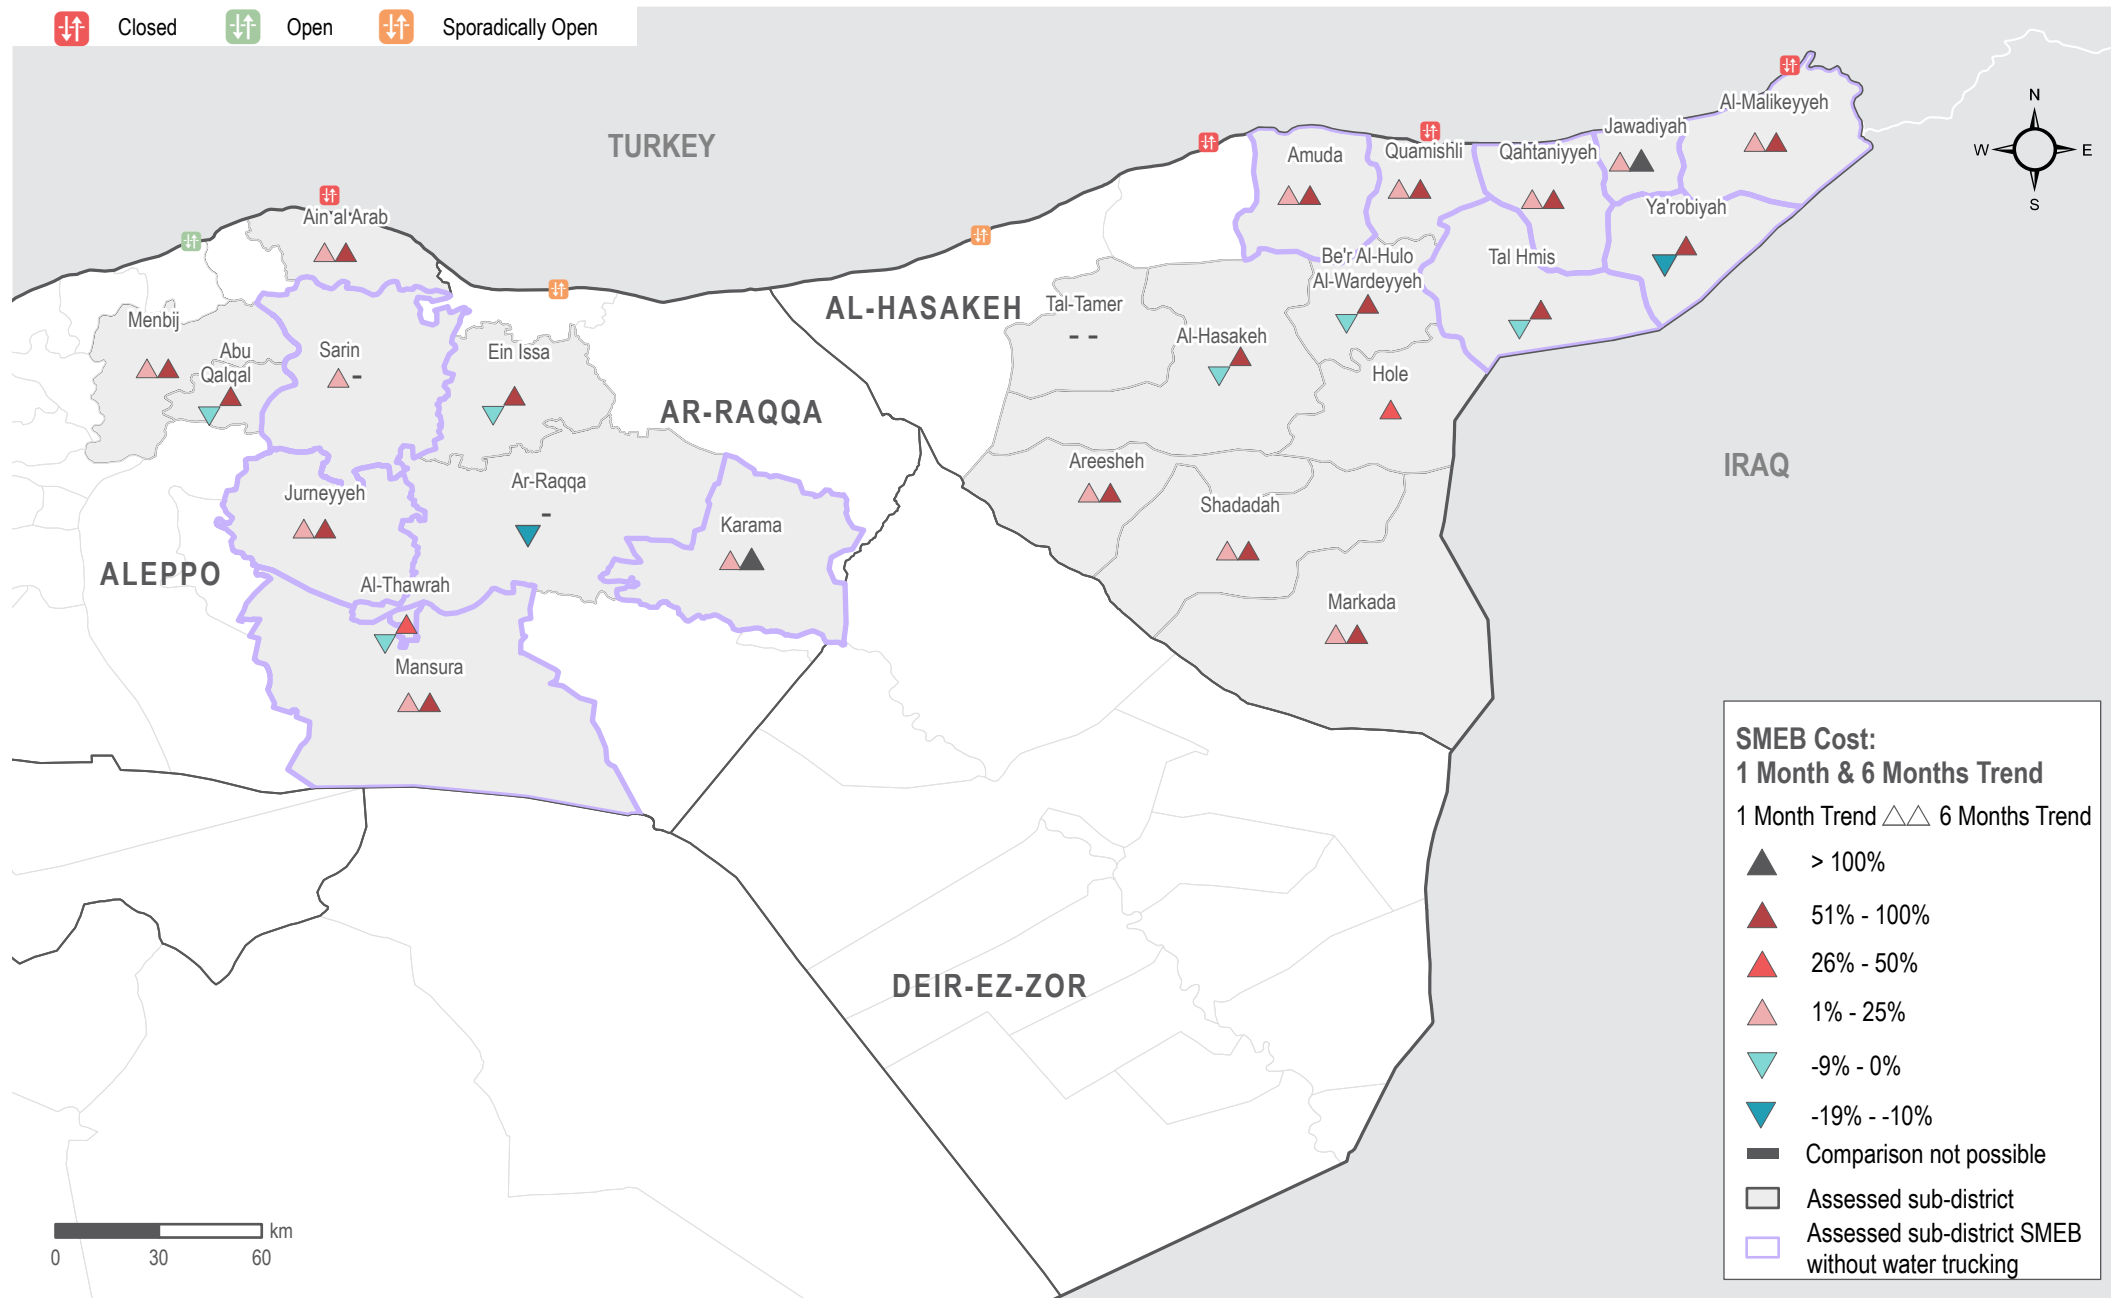 Closed
Open
Sporadically Open
TURKEY
N
W
E
S
Al-Malikeyyeh
Jawadiyah
Qahtaniyyeh
Quamishli
Amuda
Ya'robiyah
Ain al Arab
Be'r Al-Hulo
Al-Wardeyyeh
Tal Hmis
AL-HASAKEH
Tal-Tamer
- -
Al-Hasakeh
Menbij
Abu
Qalqal
Sarin
-
Ein Issa
Hole
AR-RAQQA
IRAQ
Areesheh
Jurneyyeh
Ar-Raqqa
-
Shadadah
Karama
ALEPPO
Al-Thawrah
Markada
Mansura
DEIR-EZ-ZOR
SMEB Cost:
1 Month & 6 Months Trend
1 Month Trend
6 Months Trend
> 100%
51% - 100%
26% - 50%
1% - 25%
-9% - 0%
-19% - -10%
Comparison not possible
Assessed sub-district
Assessed sub-district SMEB
without water trucking
km
0
30
60